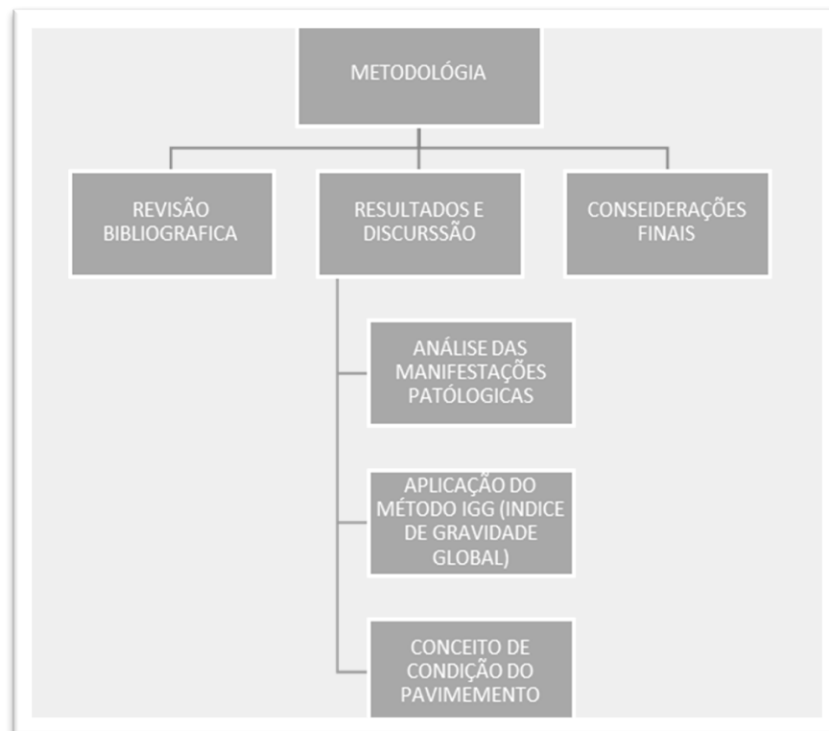 METODOLÓGIA
REVISÃO
BIBLIOGRAFICA
RESULTADOS E
DISCURSSÃO
CONSEIDERAÇÕES
FINAIS
ANÁLISE DAS
MANIFESTAÇÕES
PATÓLOGICAS
APLICAÇÃO DO
MÉTODO IGG (INDICE
DE GRAVIDADE
GLOBAL)
CONCEITO DE
CONDIÇÃO DO
PAVIMEMENTO